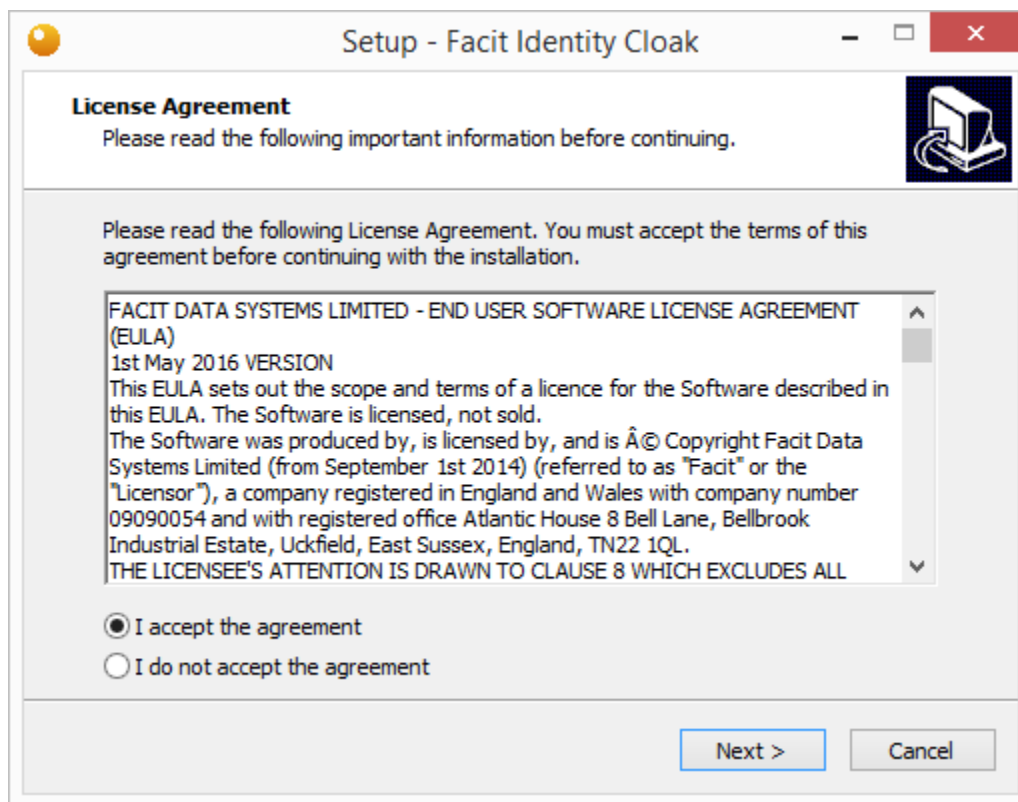 Setup - Facit Identity Cloak
License Agreement
Please read the following important information before continuing.
Please read the following License Agreement. You must accept the terms of this
agreement before continuing with the installation.
FACIT DATA SYSTEMS LIMITED - END USER SOFTWARE LICENSE AGREEMENT
(EULA)
1st May 2016 VERSION
This EULA sets out the scope and terms of a licence for the Software described in
this EULA. The Software is licensed, not sold.
The Software was produced by, is licensed by, and is Â© Copyright Facit Data
Systems Limited (from September 1st 2014) (referred to as "Facit" or the
"Licensor"), a company registered in England and Wales with company number
09090054 and with registered office Atlantic House 8 Bell Lane, Bellbrook
Industrial Estate, Uckfield, East Sussex, England, TN22 1QL.
THE LICENSEE'S ATTENTION IS DRAWN TO CLAUSE 8 WHICH EXCLUDES ALL
I accept the agreement
I do not accept the agreement
Next >
Cancel